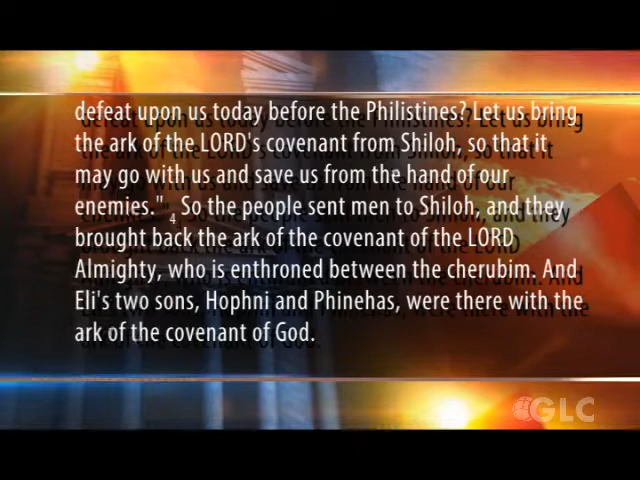 defeat upon us today before the Philistines? Let us bring
the ark of the LORD's covenant from Shiloh, so that it
may go with us and save us from the hand of our
enemies." 4 So the people sent men to Shiloh, and they
brought back the ark of the covenant of the LORD
Almighty, who is enthroned between the cherubim. And
Eli's two sons, Hophni and Phinehas, were there with the
ark of the covenant of God.
GLC